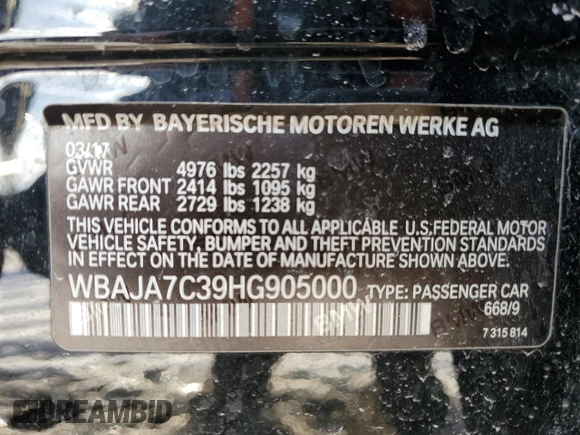 MFD BY BAYERISCHE MOTOREN WERKE AG
03/17
GVWR 4976 lbs 2257 kg
GAWR FRONT 2414 lbs 1095 kg
GAWR REAR 2729 lbs 1238 kg
THIS VEHICLE CONFORMS TO ALL APPLICABLE U.S.FEDERAL MOTOR
VEHICLE SAFETY, BUMPER AND THEFT PREVENTION STANDARDS
IN EFFECT ON THE DATE OF MANUFACTURE SHOWN ABOVE.
WBAJA7C39HG905000 TYPE: PASSENGER CAR
668/9
7 315 814
BMW
DREAMBID